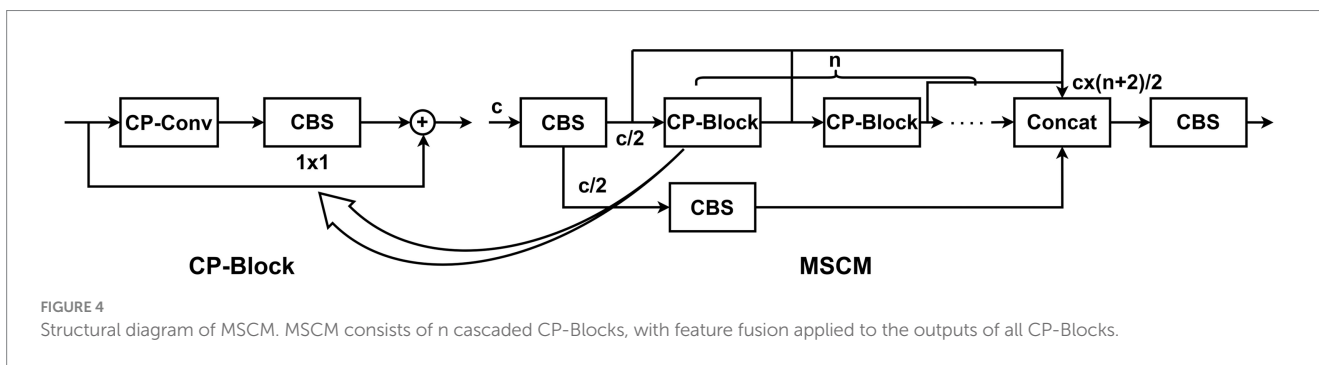 CP-Conv
CBS
1x1
+
CP-Block
c
CBS
c/2
c/2
n
CP-Block
CP-Block
····
cx(n+2)/2
Concat
CBS
CBS
MSCM
FIGURE 4
Structural diagram of MSCM. MSCM consists of n cascaded CP-Blocks, with feature fusion applied to the outputs of all CP-Blocks.